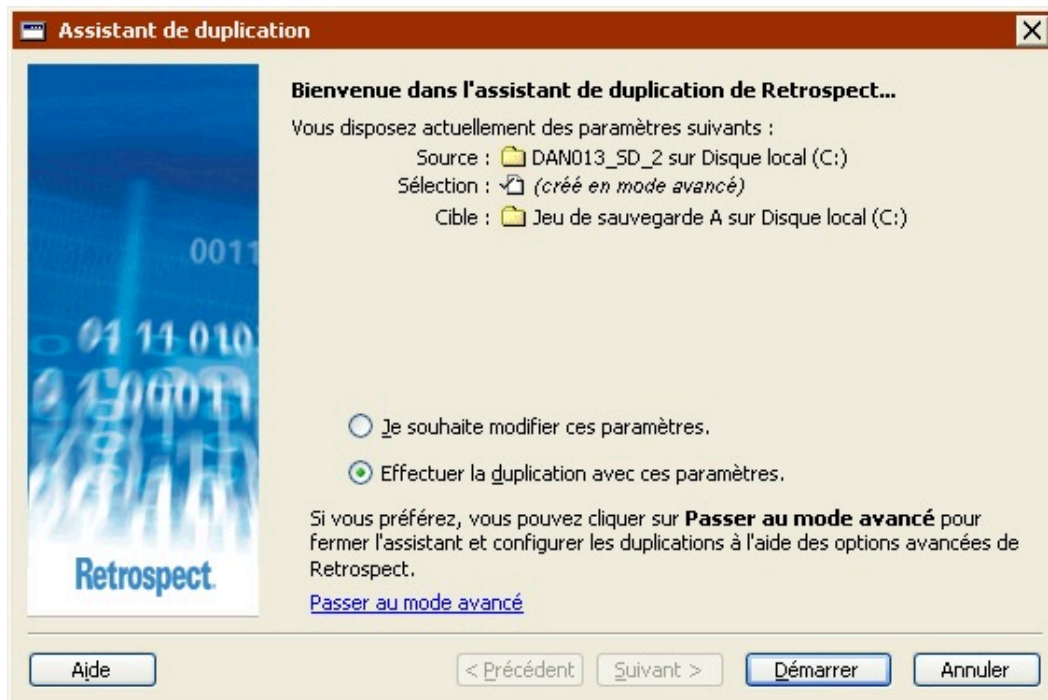 Assistant de duplication
Bienvenue dans l'assistant de duplication de Retrospect...
Vous disposez actuellement des paramètres suivants :
Source : DAN013_SD_2 sur Disque local (C:)
Sélection : (créé en mode avancé)
Cible : Jeu de sauvegarde A sur Disque local (C:)
0011
01 11 010
0 1 00011
Je souhaite modifier ces paramètres.
Effectuer la duplication avec ces paramètres.
Si vous préférez, vous pouvez cliquer sur Passer au mode avancé pour
fermer l'assistant et configurer les duplications à l'aide des options avancées de
Retrospect.
Retrospect
Passer au mode avancé
Aide
< Précédent
Suivant >
Démarrer
Annuler